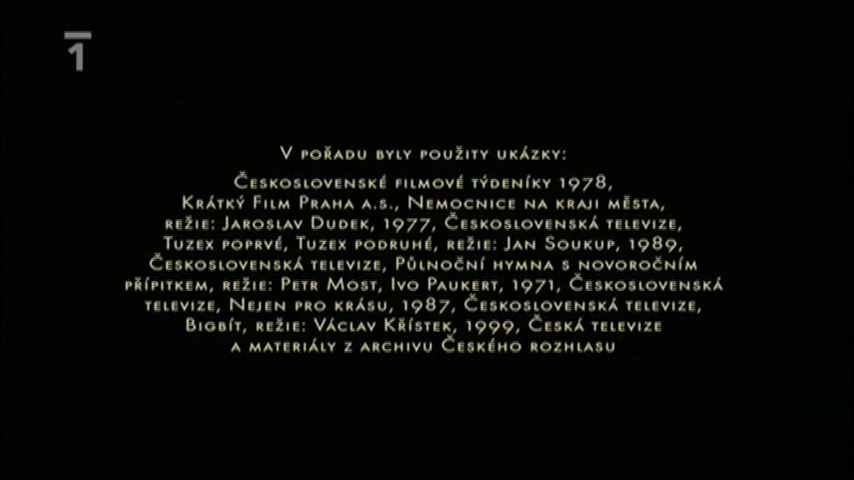 1
V POŘADU BYLY POUŽITY UKÁZKY:
ČESKOSLOVENSKÉ FILMOVÉ TÝDENÍKY 1978,
KRÁTKÝ FILM PRAHA A.S., NEMOCNICE NA KRAJI MĚSTA,
REŽIE: JAROSLAV DUDEK, 1977, ČESKOSLOVENSKÁ TELEVIZE,
TUZEX POPRVÉ, TUZEX PODRUHÉ, REŽIE: JAN SOUKUP, 1989,
ČESKOSLOVENSKÁ TELEVIZE, PŮLNOČNÍ HYMNA S NOVOROČNÍM
PŘÍPITKEM, REŽIE: PETR MOST, IVO PAUKERT, 1971, ČESKOSLOVENSKÁ
TELEVIZE, NEJEN PRO KRÁSU, 1987, ČESKOSLOVENSKÁ TELEVIZE,
BIGBÍT, REŽIE: VÁCLAV KŘÍSTEK, 1999, ČESKÁ TELEVIZE
A MATERIÁLY Z ARCHIVU ČESKÉHO ROZHLASU